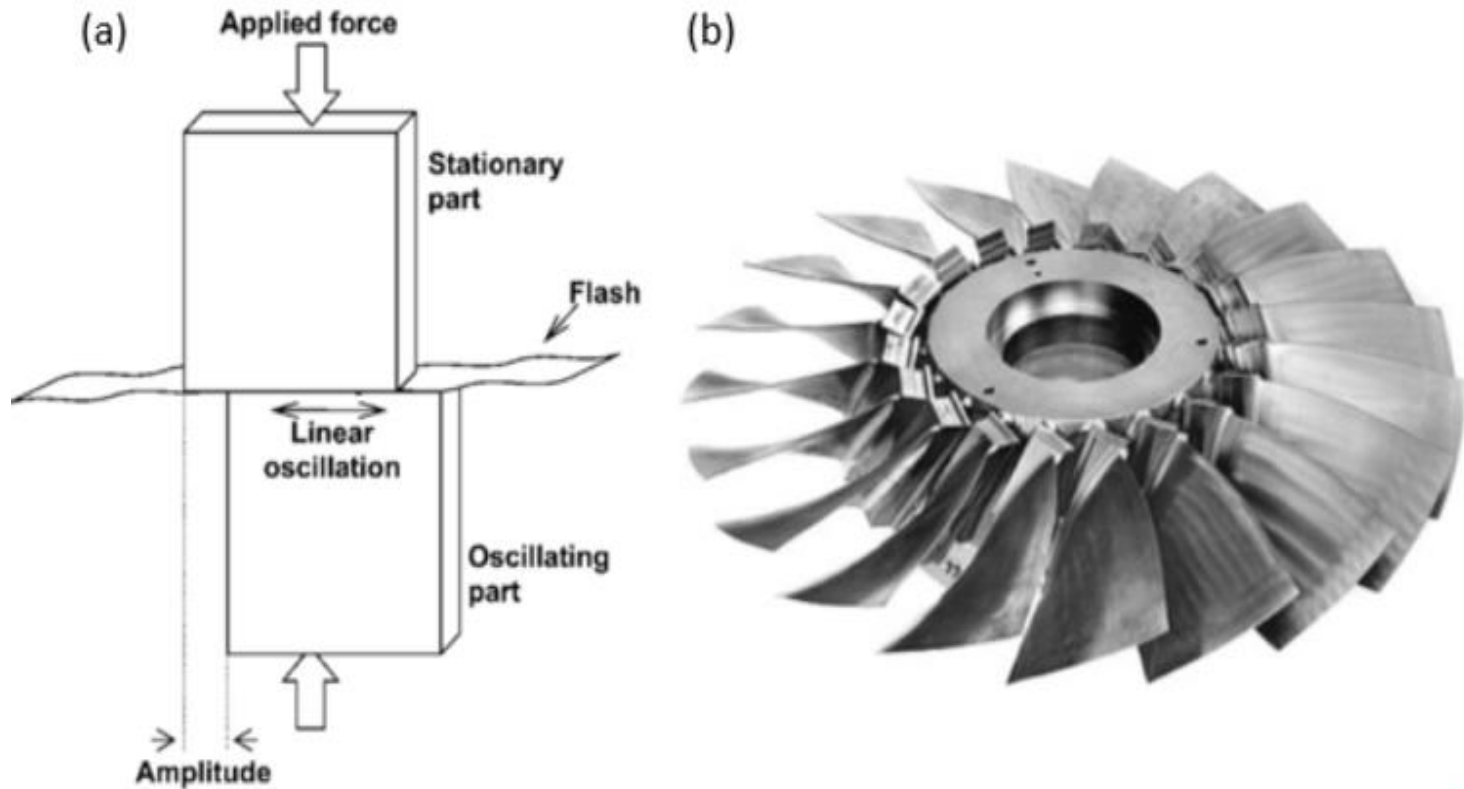 (a)
Applied force
Stationary
part
Flash
Linear
oscillation
Oscillating
part
Amplitude
(b)